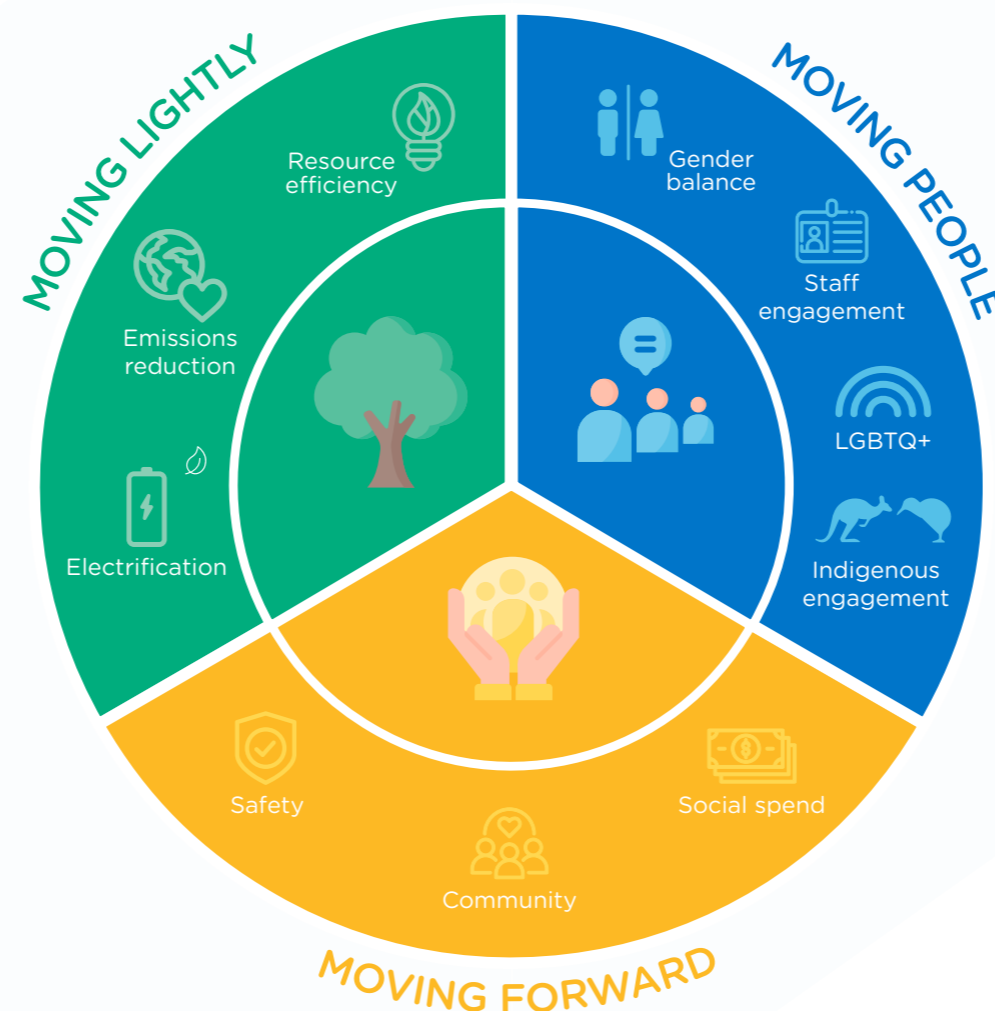 MOVING LIGHTLY
Resource
efficiency
Emissions
reduction
Electrification
MOVING PEOPLE
Gender
balance
Staff
engagement
LGBTQ+
Indigenous
engagement
Safety
Community
Social spend
MOVING FORWARD